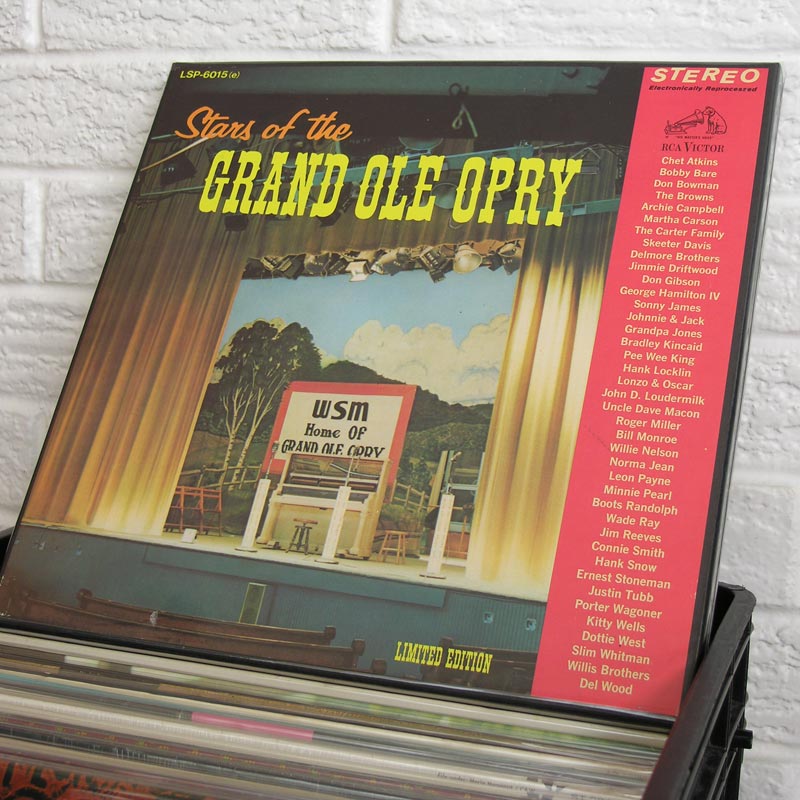 LSP-6015(e)
Stars of the
GRAND OLE OPRY
STEREO
Electronically Reprocessed
"HIS MASTER'S VOICE"
RCA VICTOR
Chet Atkins
Bobby Bare
Don Bowman
The Browns
Archie Campbell
Martha Carson
The Carter Family
Skeeter Davis
Delmore Brothers
Jimmie Driftwood
Don Gibson
George Hamilton IV
Sonny James
Johnnie & Jack
Grandpa Jones
Bradley Kincaid
Pee Wee King
Hank Locklin
Lonzo & Oscar
John D. Loudermilk
Uncle Dave Macon
Roger Miller
Bill Monroe
Willie Nelson
Norma Jean
Leon Payne
Minnie Pearl
Boots Randolph
Wade Ray
Jim Reeves
Connie Smith
Hank Snow
Ernest Stoneman
Justin Tubb
Porter Wagoner
Kitty Wells
Dottie West
Slim Whitman
Willis Brothers
Del Wood
WSM
Home OF
GRAND OLE OPRY
LIMITED EDITION